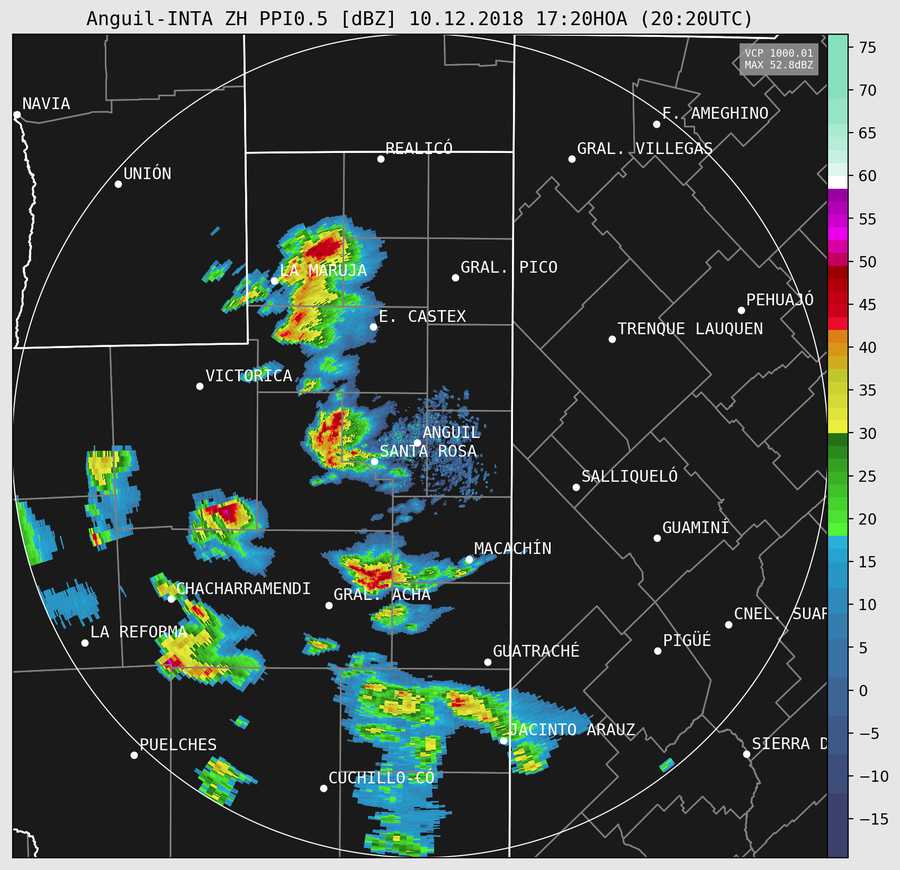 Anguil-INTA ZH PPI0.5 [dBZ] 10.12.2018 17:20HOA (20:20UTC)
VCP 1000.01
MAX 52.8dBZ
NAVIA
F. AMEGHINO
REALICÓ
GRAL. VILLEGAS
UNIÓN
LA MARUJA
GRAL. PICO
PEHUAJÓ
E. CASTEX
TRENQUE LAUQUEN
VICTORICA
ANGUIL
SANTA ROSA
SALLIQUELÓ
GUAMINÍ
MACACHÍN
CHACHARRAMENDI
GRAL. ACHA
CNEL. SUAR
LA REFORMA
PIGÜÉ
GUATRACHÉ
JACINTO ARAUZ
PUELCHES
SIERRA D
CUCHILLO-CÓ
75
70
65
60
55
50
45
40
35
30
25
20
15
10
5
0
−5
−10
−15